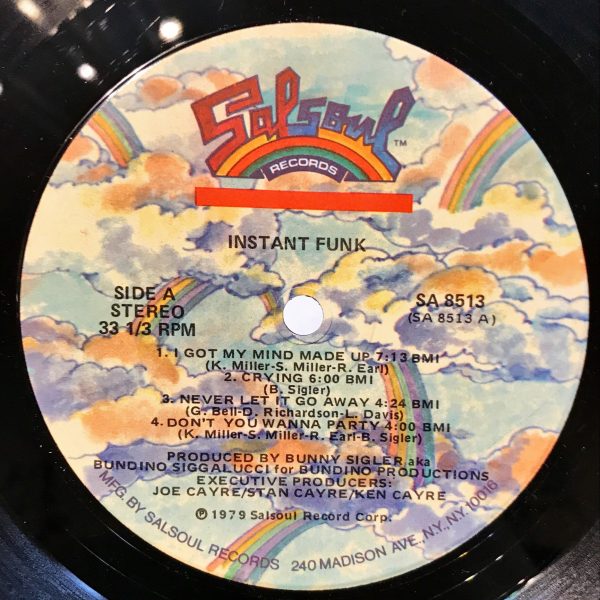 Salsoul™
RECORDS
INSTANT FUNK
SIDE A
STEREO
33 1/3 RPM
SA 8513
(SA 8513 A)
1. I GOT MY MIND MADE UP 7:13 BMI
(K. Miller-S. Miller-R. Earl)
2. CRYING 6:00 BMI
(B. Sigler)
3. NEVER LET IT GO AWAY 4:24 BMI
(G. Bell-D. Richardson-L. Davis)
4. DON'T YOU WANNA PARTY 4:00 BMI
(K. Miller-S. Miller-R. Earl-B. Sigler)
PRODUCED BY BUNNY SIGLER aka
BUNDINO SIGGALUCCI for BUNDINO PRODUCTIONS
EXECUTIVE PRODUCERS:
JOE CAYRE/STAN CAYRE/KEN CAYRE
℗ 1979 Salsoul Record Corp.
MFG. BY SALSOUL RECORDS 240 MADISON AVE., N.Y. N.Y. 10016